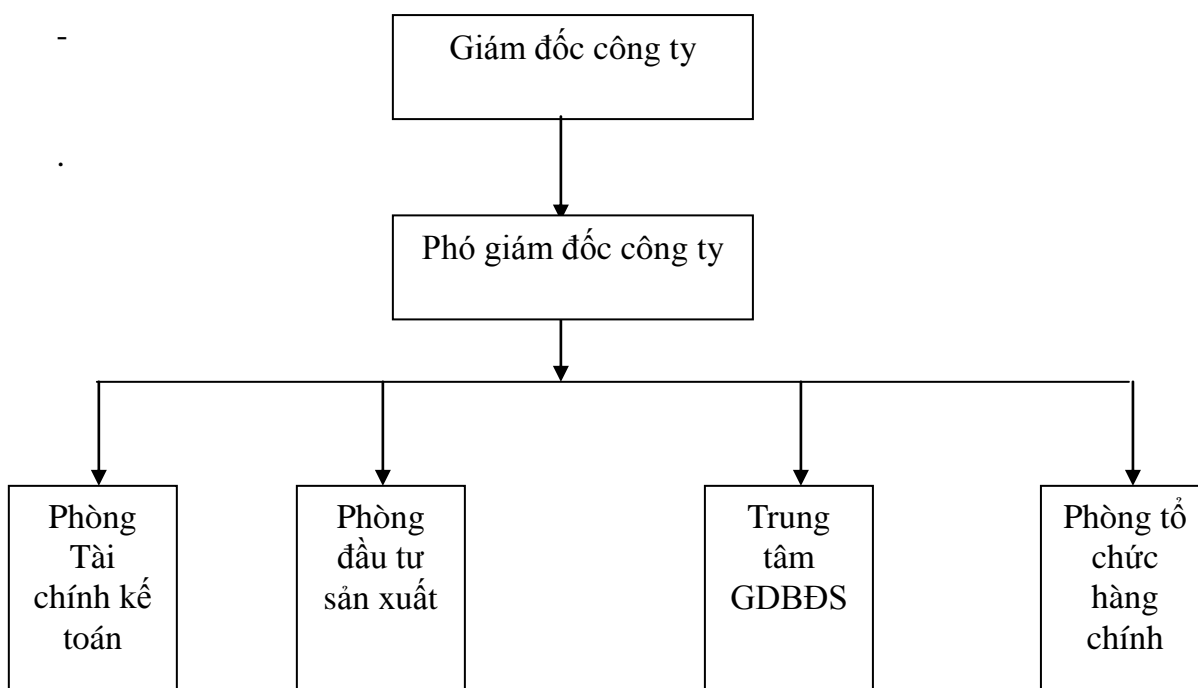 -
Giám đốc công ty
.
Phó giám đốc công ty
Phòng
Tài
chính kế
toán
Phòng
đầu tư
sản xuất
Trung
tâm
GDBĐS
Phòng tổ
chức
hàng
chính